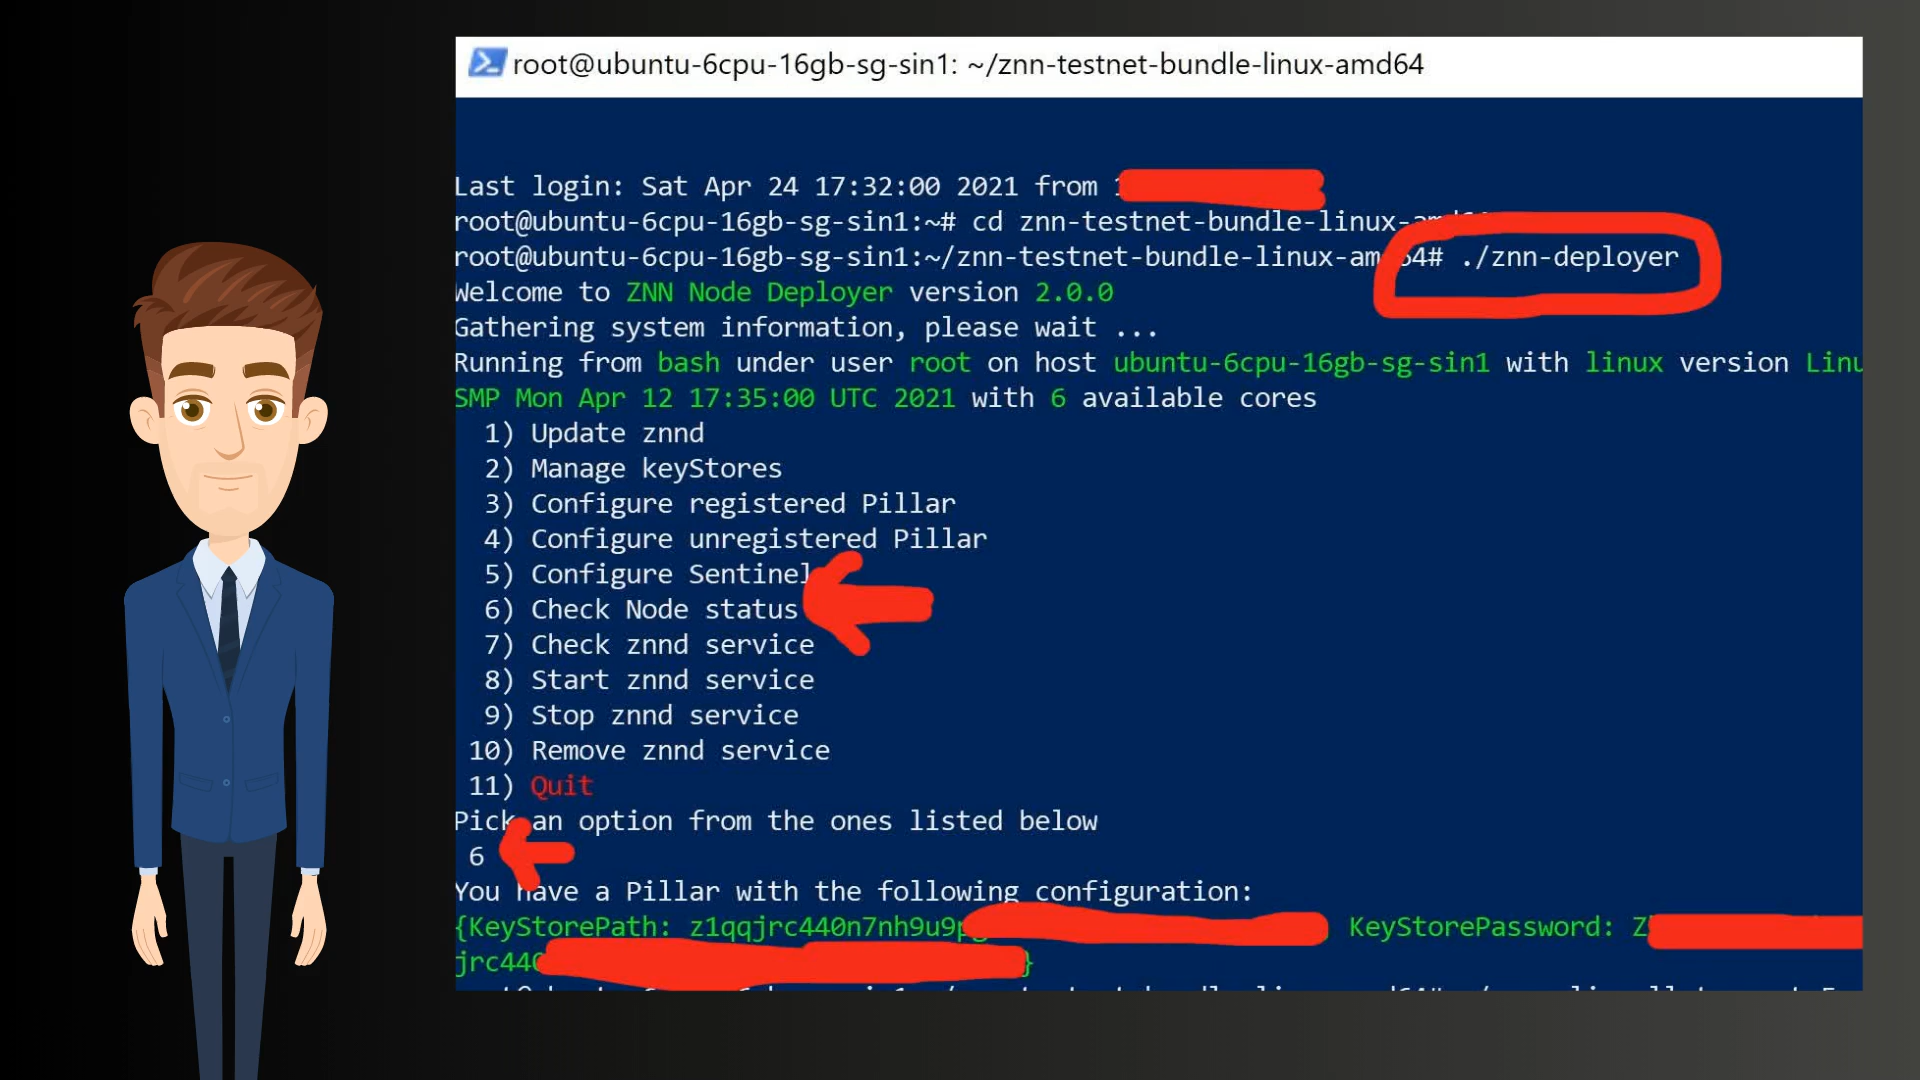 root@ubuntu-6cpu-16gb-sg-sin1: ~/znn-testnet-bundle-linux-amd64
Last login: Sat Apr 24 17:32:00 2021 from
root@ubuntu-6cpu-16gb-sg-sin1:~# cd znn-testnet-bundle-linux-
root@ubuntu-6cpu-16gb-sg-sin1:~/znn-testnet-bundle-linux-am 64# ./znn-deployer
Welcome to ZNN Node Deployer version 2.0.0
Gathering system information, please wait ...
Running from bash under user root on host ubuntu-6cpu-16gb-sg-sin1 with linux version Linu
SMP Mon Apr 12 17:35:00 UTC 2021 with 6 available cores
1) Update znnd
2) Manage keyStores
3) Configure registered Pillar
4) Configure unregistered Pillar
5) Configure Sentinel
6) Check Node status
7) Check znnd service
8) Start znnd service
9) Stop znnd service
10) Remove znnd service
11) Quit
Pick an option from the ones listed below
6
You have a Pillar with the following configuration:
{KeyStorePath: z1qqjrc440n7nh9u9p KeyStorePassword: Z
jrc440 }